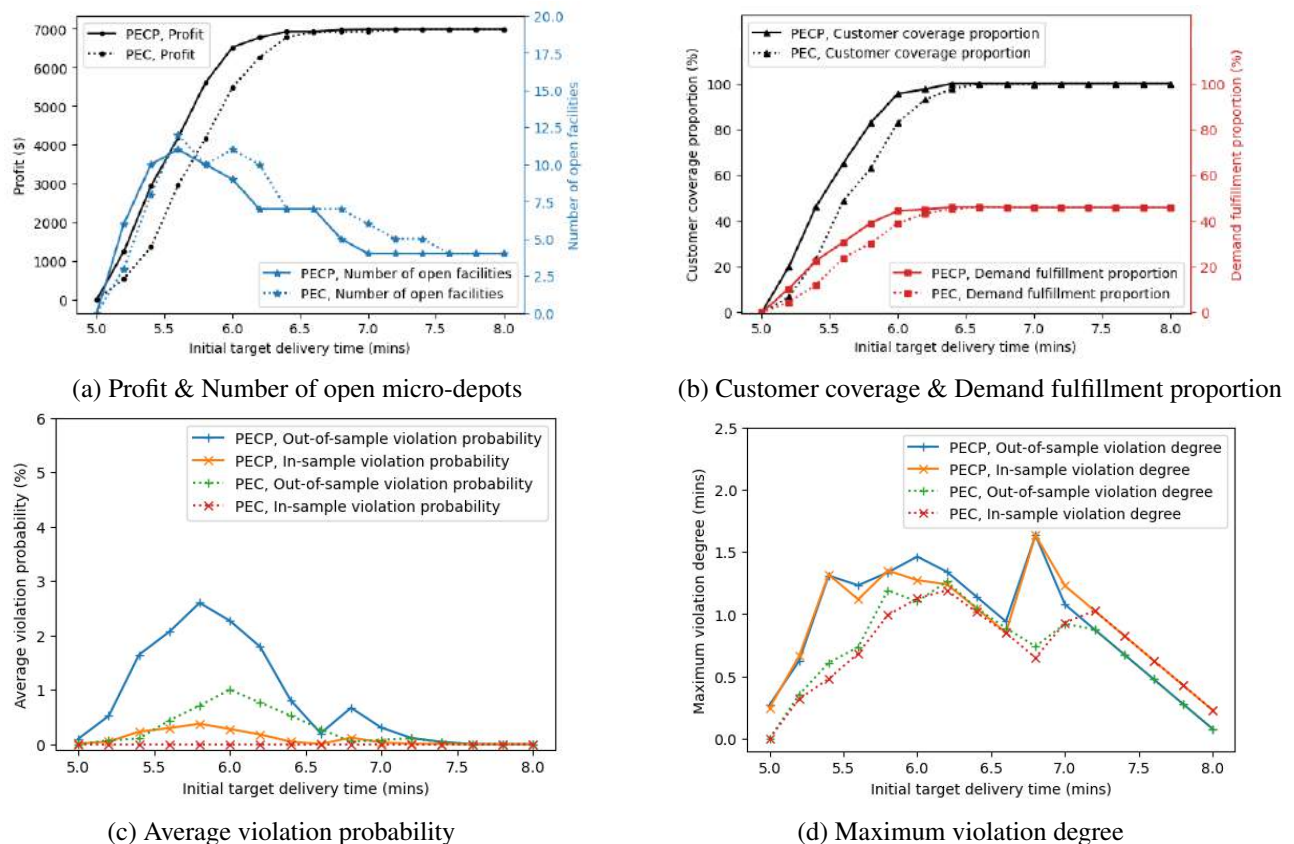 PECP, Profit
PEC, Profit
7000
6000
5000
4000
3000
2000
1000
0
Profit ($)
20.0
17.5
15.0
12.5
10.0
7.5
5.0
2.5
0.0
Number of open facilities
PECP, Number of open facilities
PEC, Number of open facilities
5.0 5.5 6.0 6.5 7.0 7.5 8.0
Initial target delivery time (mins)
(a) Profit & Number of open micro-depots
PECP, Customer coverage proportion
PEC, Customer coverage proportion
100
80
60
40
20
0
Customer coverage proportion (%)
100
80
60
40
20
0
Demand fulfillment proportion (%)
PECP, Demand fulfillment proportion
PEC, Demand fulfillment proportion
5.0 5.5 6.0 6.5 7.0 7.5 8.0
Initial target delivery time (mins)
(b) Customer coverage & Demand fulfillment proportion
6
5
4
3
2
1
0
Average violation probability (%)
PECP, Out-of-sample violation probability
PECP, In-sample violation probability
PEC, Out-of-sample violation probability
PEC, In-sample violation probability
5.0 5.5 6.0 6.5 7.0 7.5 8.0
Initial target delivery time (mins)
(c) Average violation probability
2.5
2.0
1.5
1.0
0.5
0.0
Maximum violation degree (mins)
PECP, Out-of-sample violation degree
PECP, In-sample violation degree
PEC, Out-of-sample violation degree
PEC, In-sample violation degree
5.0 5.5 6.0 6.5 7.0 7.5 8.0
Initial target delivery time (mins)
(d) Maximum violation degree